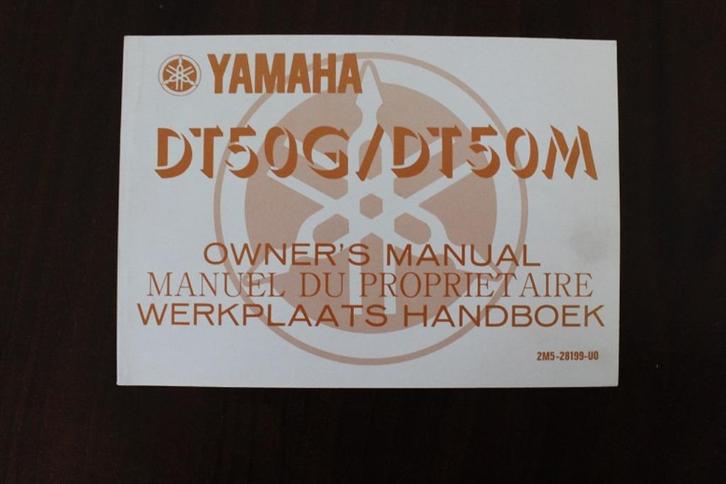 YAMAHA
DT50G/DT50M
OWNER'S MANUAL
MANUEL DU PROPRIETAIRE
WERKPLAATS HANDBOEK
2M5-28199-U0